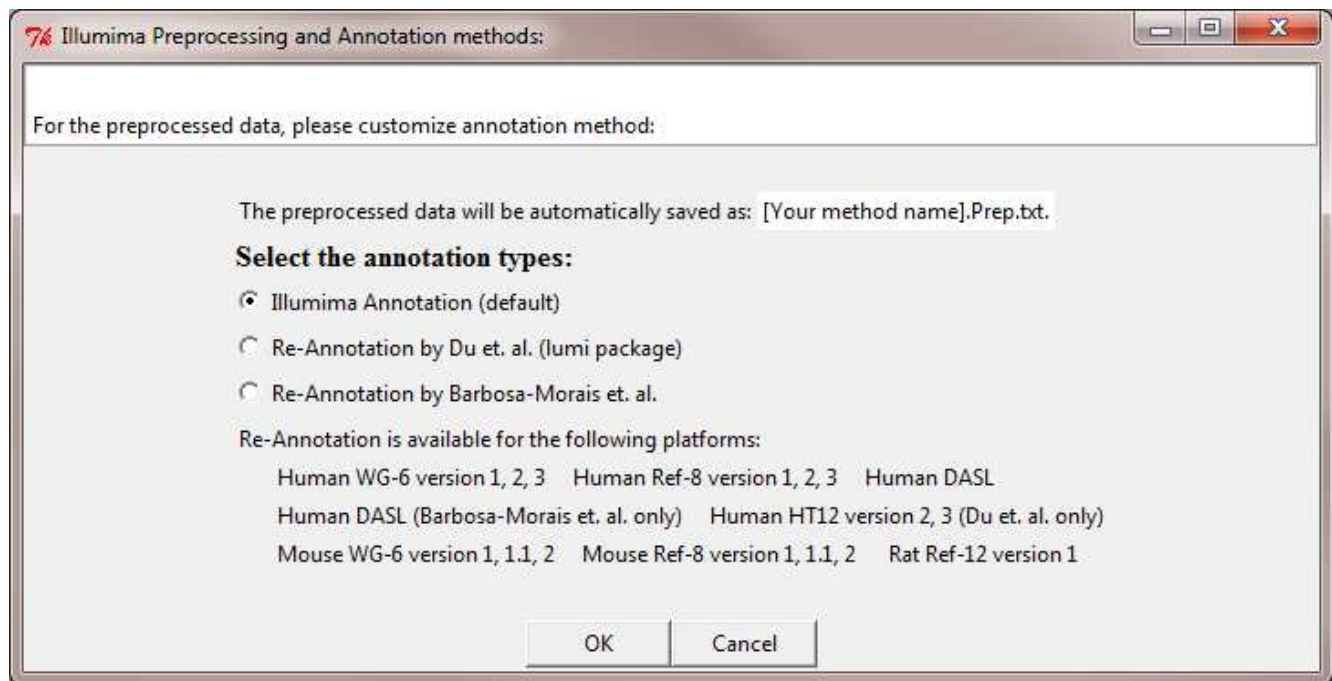 Illumima Preprocessing and Annotation methods:
For the preprocessed data, please customize annotation method:
The preprocessed data will be automatically saved as: [Your method name].Prep.txt.
Select the annotation types:
Illumima Annotation (default)
Re-Annotation by Du et. al. (lumi package)
Re-Annotation by Barbosa-Morais et. al.
Re-Annotation is available for the following platforms:
Human WG-6 version 1, 2, 3 Human Ref-8 version 1, 2, 3 Human DASL
Human DASL (Barbosa-Morais et. al. only) Human HT12 version 2, 3 (Du et. al. only)
Mouse WG-6 version 1, 1.1, 2 Mouse Ref-8 version 1, 1.1, 2 Rat Ref-12 version 1
OK Cancel